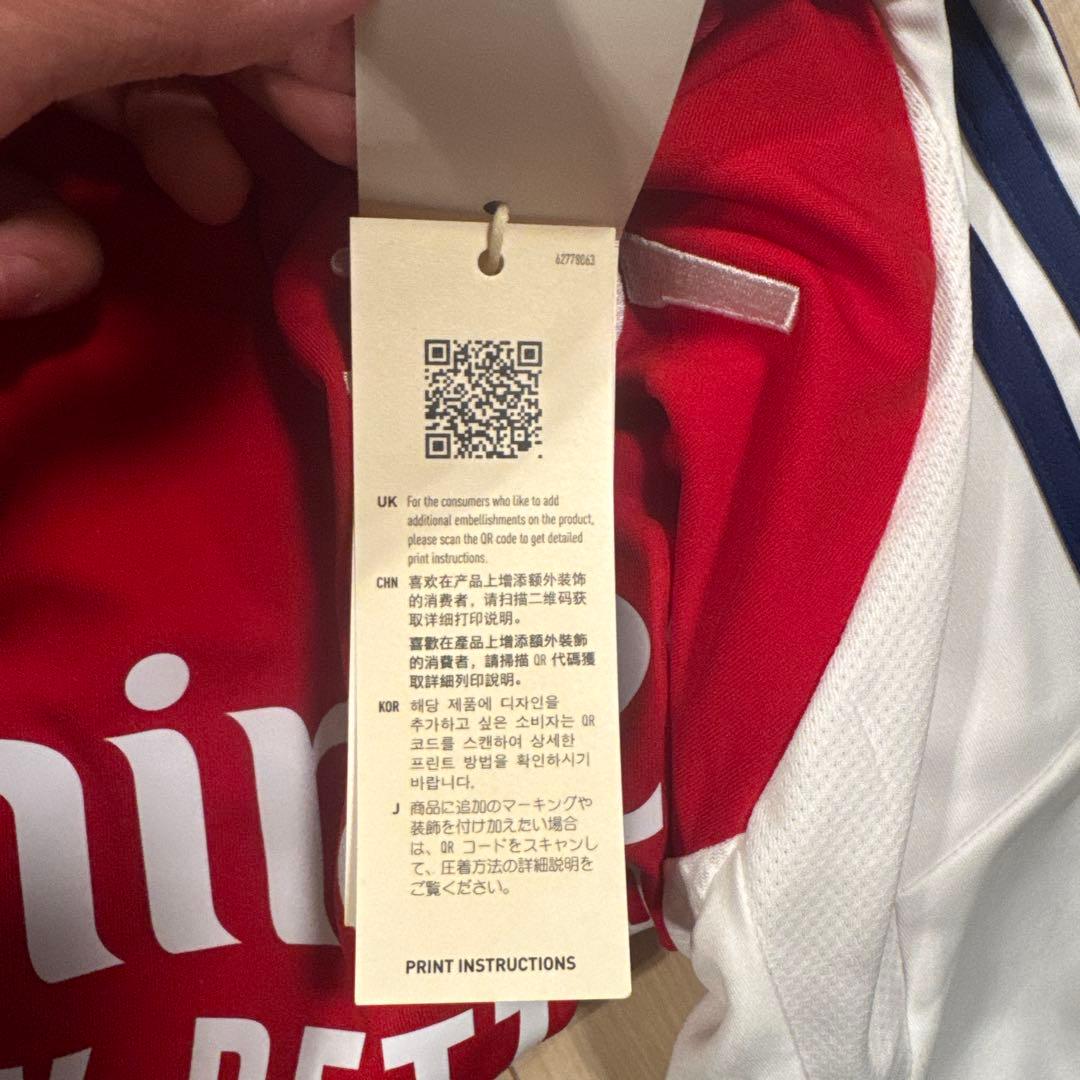 62778063
UK For the consumers who like to add
additional embellishments on the product,
please scan the QR code to get detailed
print instructions.
CHN 喜欢在产品上增添额外装饰
的消费者，请扫描二维码获
取详细打印说明。
喜歡在產品上增添額外裝飾
的消費者，請掃描 QR 代碼獲
取詳細列印說明。
KOR 해당 제품에 디자인을
추가하고 싶은 소비자는 QR
코드를 스캔하여 상세한
프린트 방법을 확인하시기
바랍니다.
J 商品に追加のマーキングや
装飾を付け加えたい場合
は、QR コードをスキャンし
て、圧着方法の詳細説明を
ご覧ください。
PRINT INSTRUCTIONS